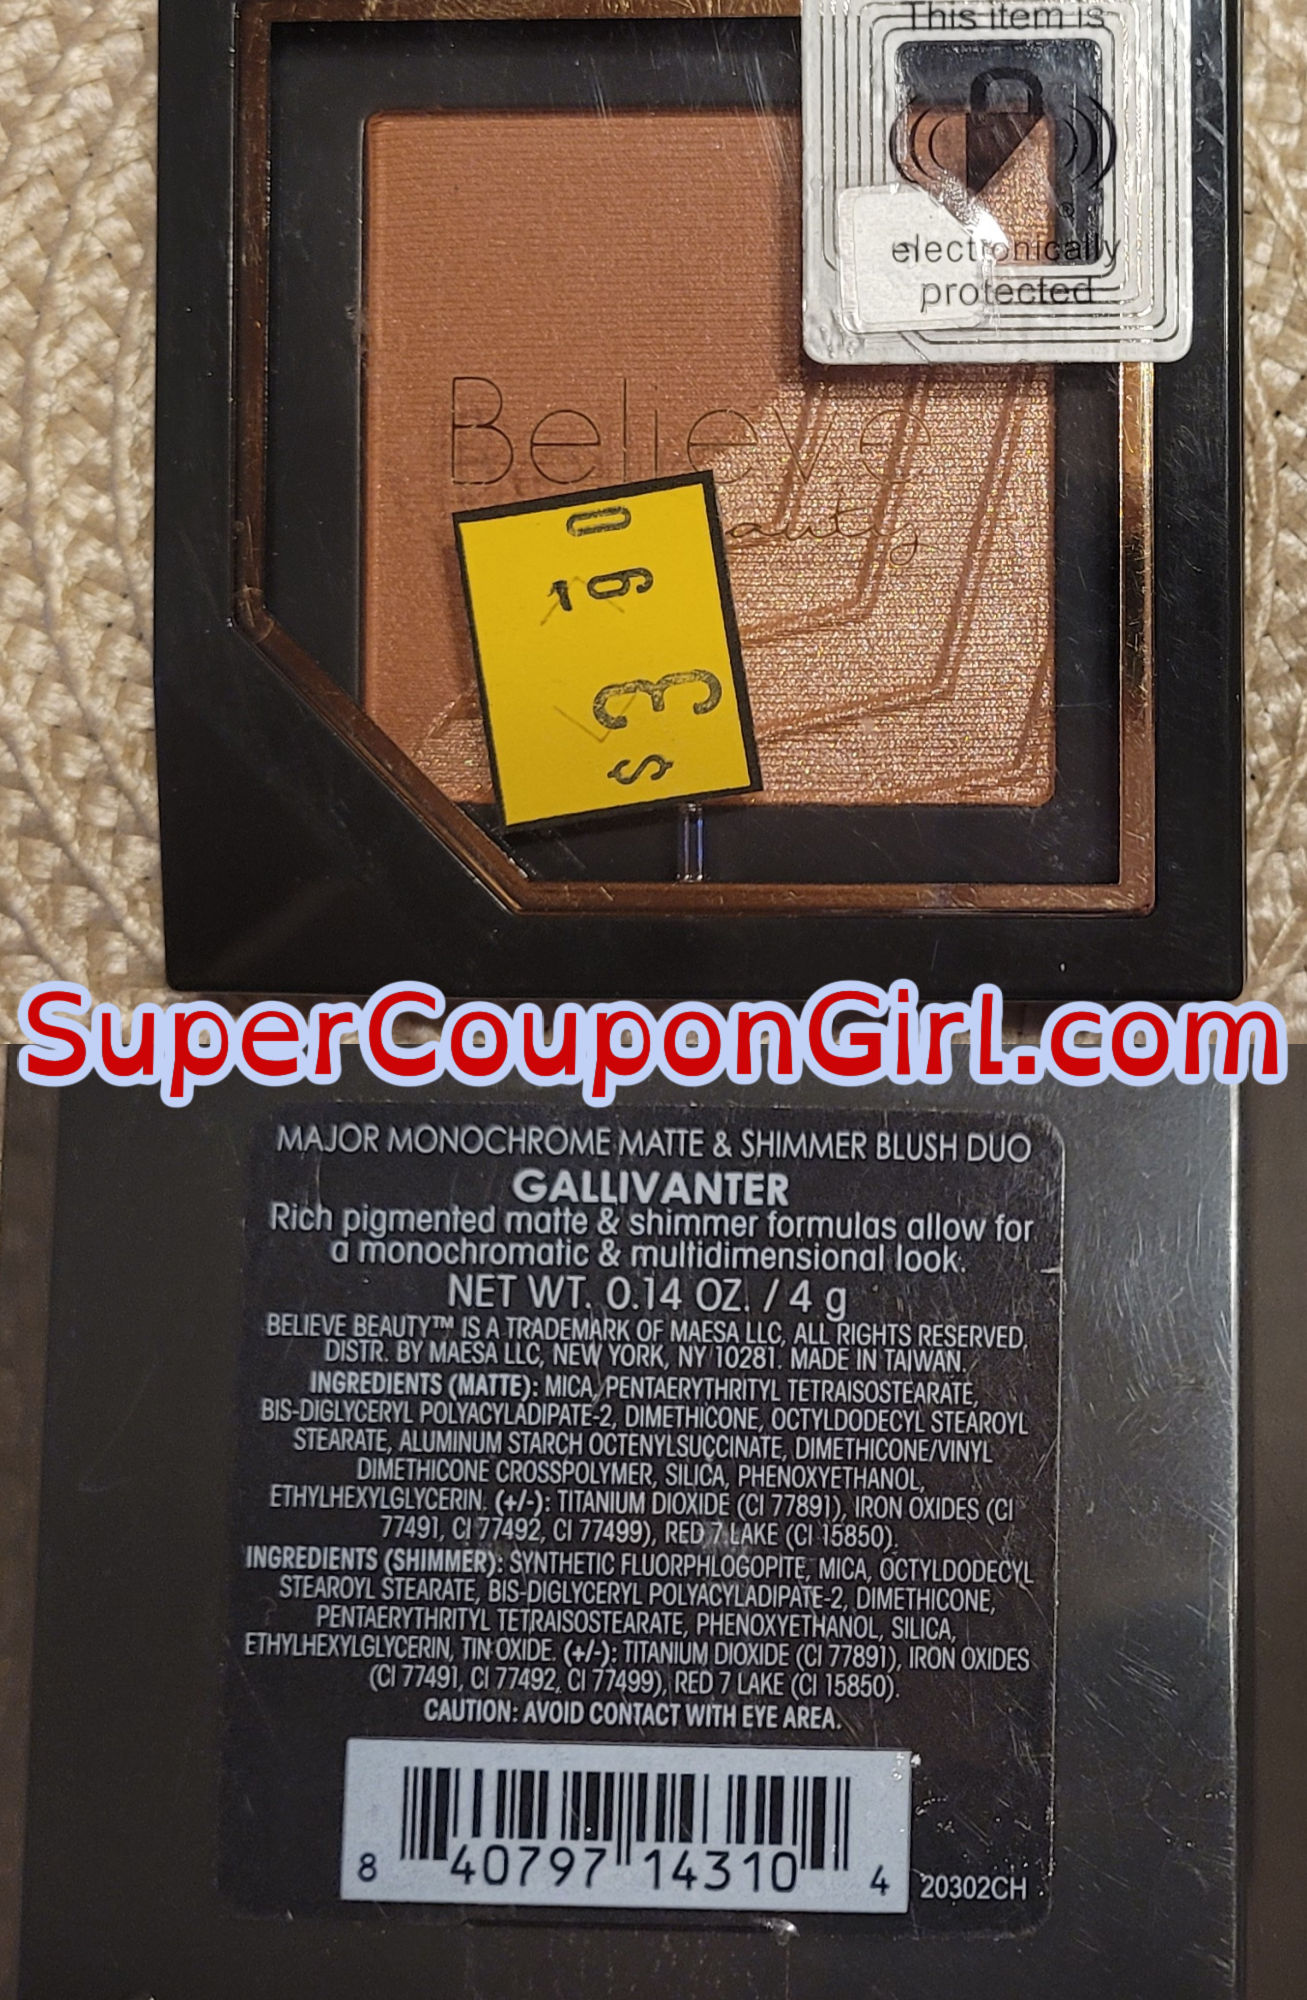 This item is
electronically
protected
Believe
$ 3
SuperCouponGirl.com
MAJOR MONOCHROME MATTE & SHIMMER BLUSH DUO
GALLIVANTER
Rich pigmented matte & shimmer formulas allow for
a monochromatic & multidimensional look.
NET WT. 0.14 OZ. / 4 g
BELIEVE BEAUTY™ IS A TRADEMARK OF MAESA LLC, ALL RIGHTS RESERVED,
DISTR. BY MAESA LLC, NEW YORK, NY 10281. MADE IN TAIWAN.
INGREDIENTS (MATTE): MICA, PENTAERYTHRITYL TETRAISOSTEARATE,
BIS-DIGLYCERYL POLYACYLADIPATE-2, DIMETHICONE, OCTYLDODECYL STEAROYL
STEARATE, ALUMINUM STARCH OCTENYLSUCCINATE, DIMETHICONE/VINYL
DIMETHICONE CROSSPOLYMER, SILICA, PHENOXYETHANOL,
ETHYLHEXYLGLYCERIN. (+/-): TITANIUM DIOXIDE (CI 77891), IRON OXIDES (CI
77491, CI 77492, CI 77499), RED 7 LAKE (CI 15850).
INGREDIENTS (SHIMMER): SYNTHETIC FLUORPHLOGOPITE, MICA, OCTYLDODECYL
STEAROYL STEARATE, BIS-DIGLYCERYL POLYACYLADIPATE-2, DIMETHICONE,
PENTAERYTHRITYL TETRAISOSTEARATE, PHENOXYETHANOL, SILICA,
ETHYLHEXYLGLYCERIN, TIN OXIDE. (+/-): TITANIUM DIOXIDE (CI 77891), IRON OXIDES
(CI 77491, CI 77492, CI 77499), RED 7 LAKE (CI 15850).
CAUTION: AVOID CONTACT WITH EYE AREA.
8 40797 14310 4
20302CH